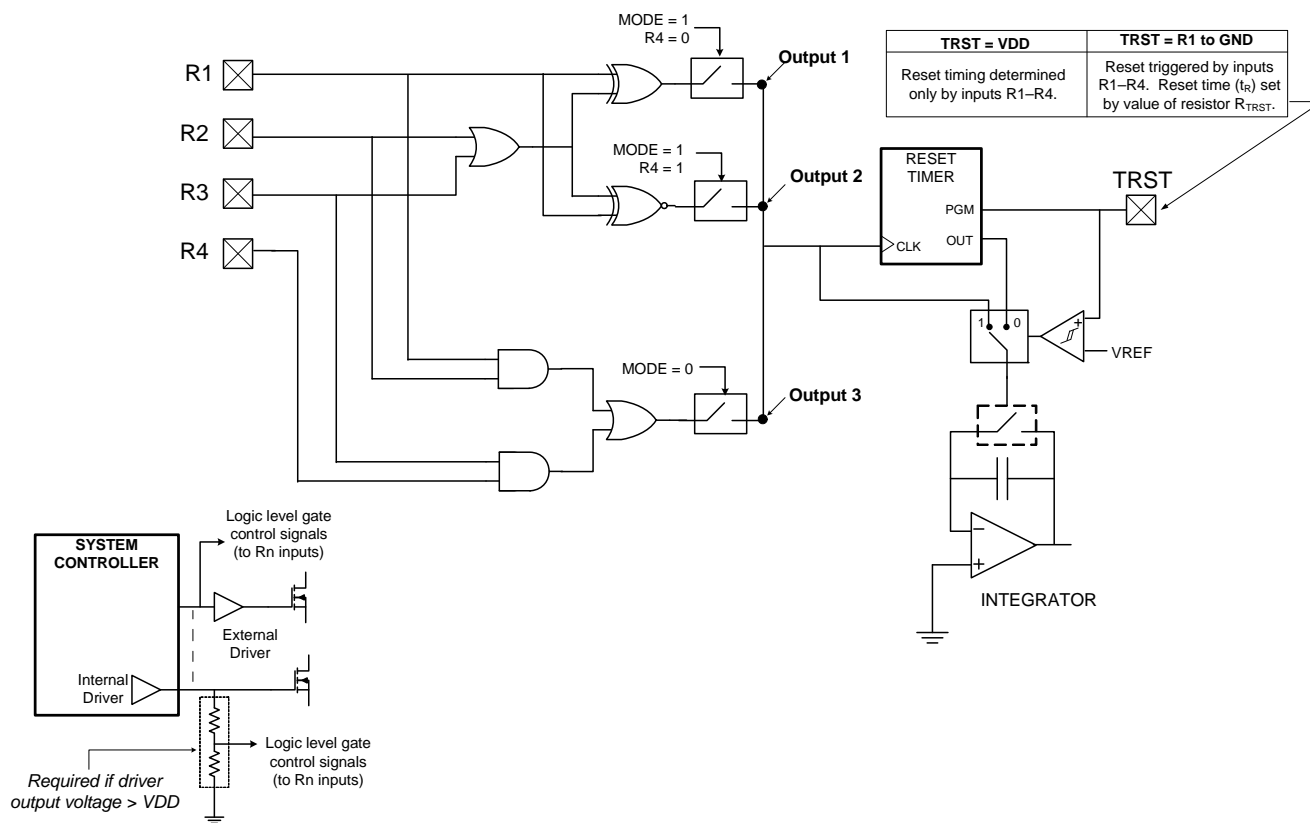 MODE = 1
R4 = 0
Output 1
R1
R2
R3
R4
MODE = 1
R4 = 1
Output 2
MODE = 0
Output 3
TRST = VDD
TRST = R1 to GND
Reset timing determined
only by inputs R1–R4.
Reset triggered by inputs
R1–R4.  Reset time (tR) set
by value of resistor RTRST.
RESET
TIMER
PGM
OUT
CLK
TRST
1
0
+
VREF
−
+
INTEGRATOR
SYSTEM
CONTROLLER
Logic level gate
control signals
(to Rn inputs)
External
Driver
Internal
Driver
Logic level gate
control signals
(to Rn inputs)
Required if driver
output voltage > VDD